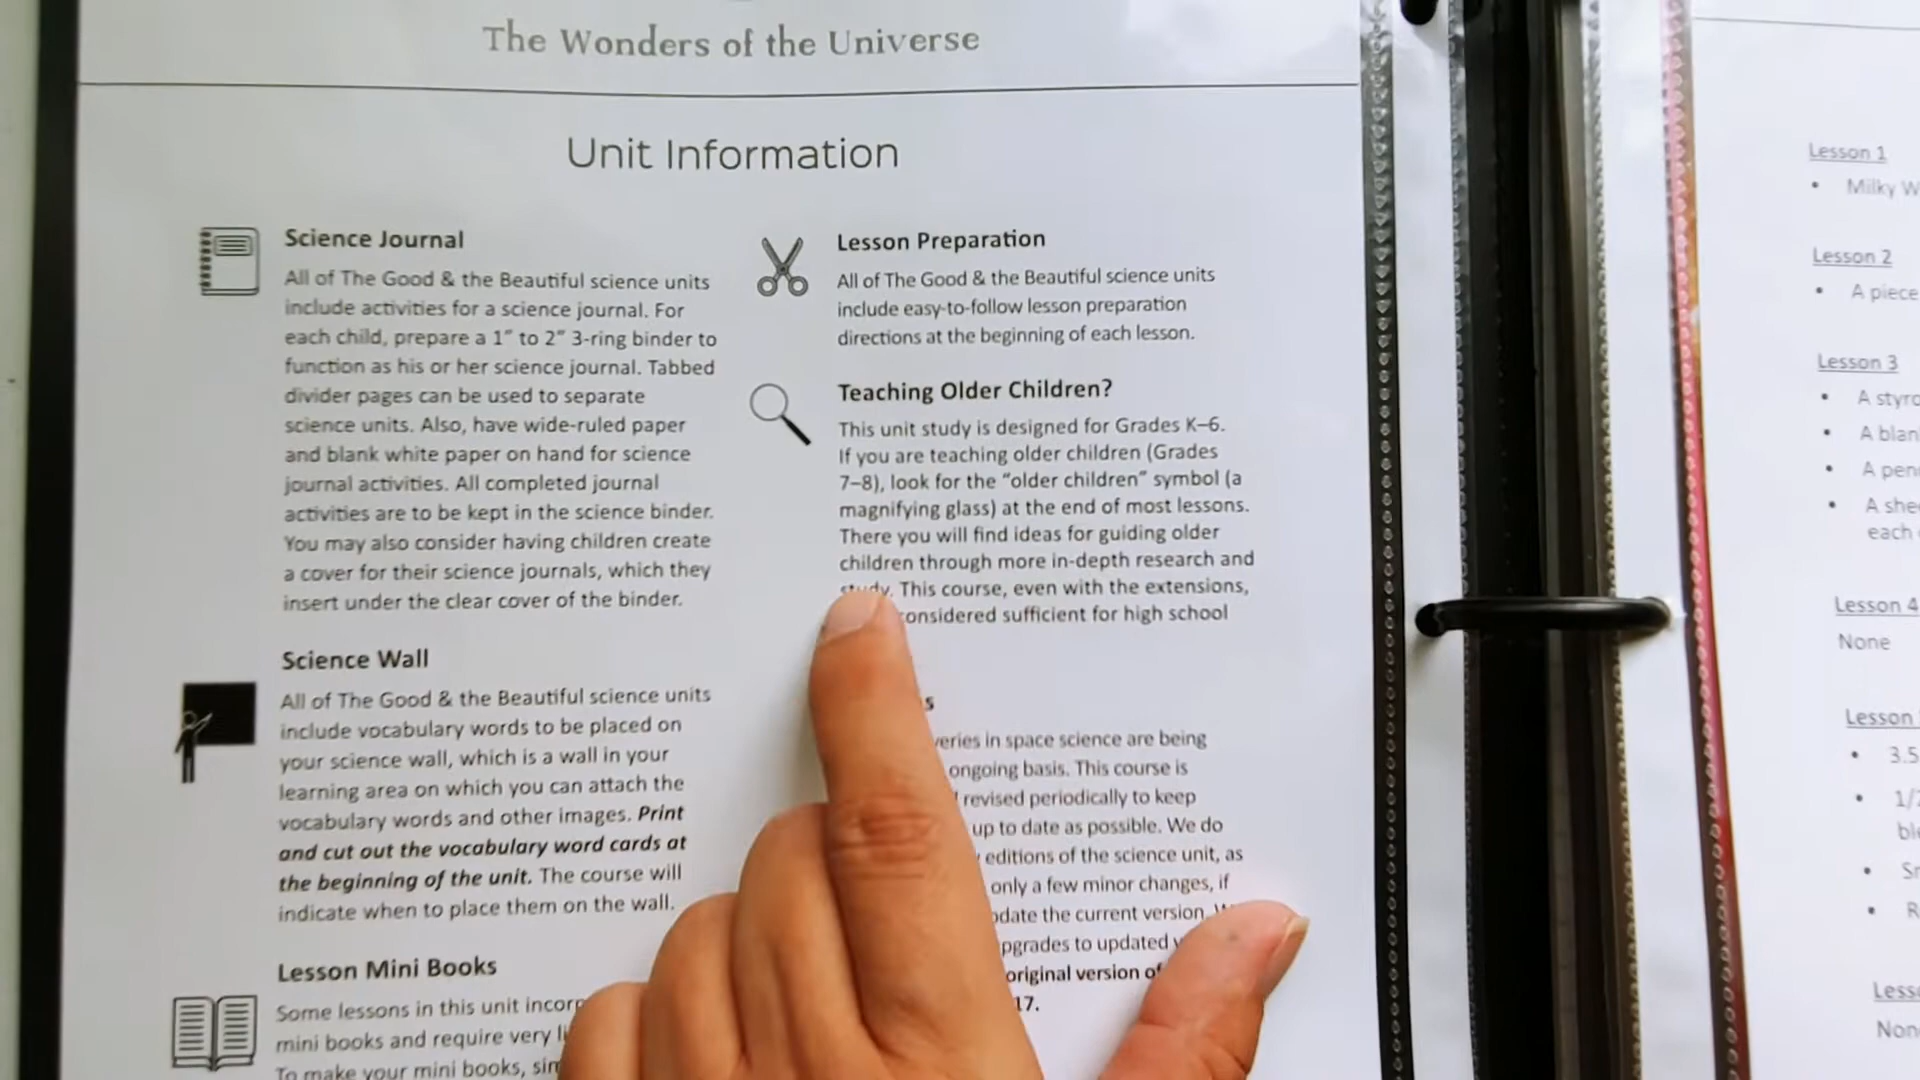 The Wonders of the Universe
Unit Information
Science Journal
All of The Good & the Beautiful science units
include activities for a science journal. For
each child, prepare a 1” to 2” 3-ring binder to
function as his or her science journal. Tabbed
divider pages can be used to separate
science units. Also, have wide-ruled paper
and blank white paper on hand for science
journal activities. All completed journal
activities are to be kept in the science binder.
You may also consider having children create
a cover for their science journals, which they
insert under the clear cover of the binder.
Science Wall
All of The Good & the Beautiful science units
include vocabulary words to be placed on
your science wall, which is a wall in your
learning area on which you can attach the
vocabulary words and other images. Print
and cut out the vocabulary word cards at
the beginning of the unit. The course will
indicate when to place them on the wall.
Lesson Mini Books
Some lessons in this unit
mini books and require very
To make your mini books,
Lesson Preparation
All of The Good & the Beautiful science units
include easy-to-follow lesson preparation
directions at the beginning of each lesson.
Teaching Older Children?
This unit study is designed for Grades K–6.
If you are teaching older children (Grades
7–8), look for the “older children” symbol (a
magnifying glass) at the end of most lessons.
There you will find ideas for guiding older
children through more in-depth research and
study. This course, even with the extensions,
considered sufficient for high school
in space science are being
ongoing basis. This course is
revised periodically to keep
up to date as possible. We do
editions of the science unit, as
only a few minor changes, if
the current version.
to updated
original version of
17.
Lesson 1
• Milky
Lesson 2
• A piece
Lesson 3
• A
• A
• A
• A
each
Lesson 4
None
Lesson
• 3.5
•
•
•